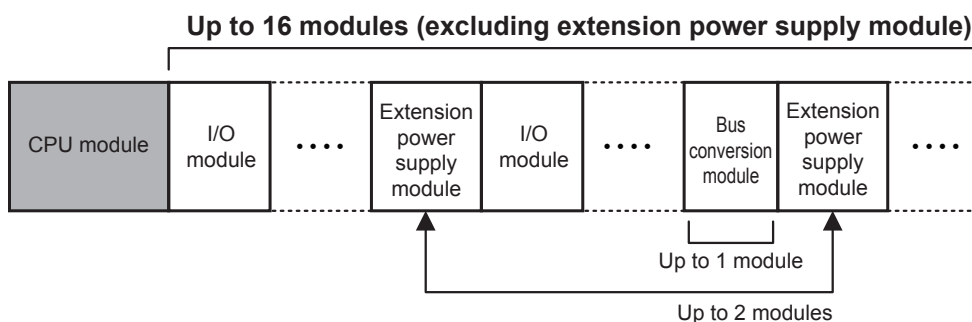 Up to 16 modules (excluding extension power supply module)
CPU module
I/O
module
••••
Extension
power
supply
module
I/O
module
••••
Bus
conversion
module
Extension
power
supply
module
••••
Up to 1 module
Up to 2 modules